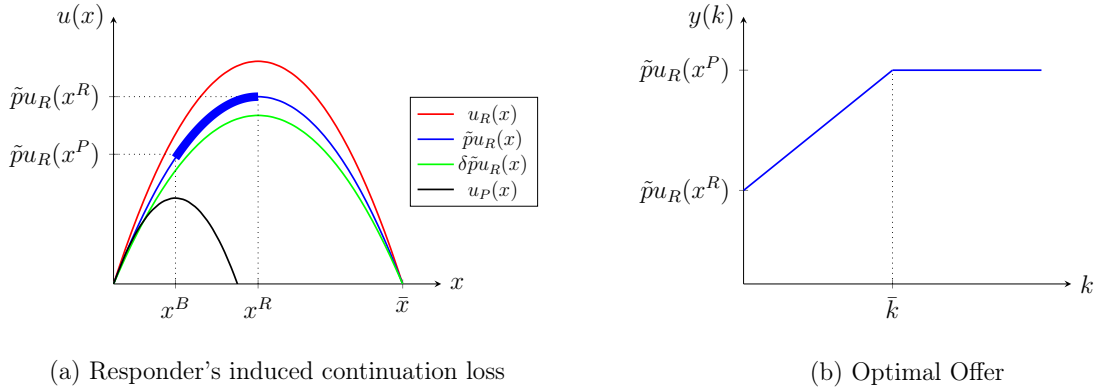 u(x)
p̃u_R(x^R)
p̃u_R(x^P)
x^B
x^R
x̄
x
u_R(x)
p̃u_R(x)
δp̃u_R(x)
u_P(x)
(a) Responder's induced continuation loss
y(k)
p̃u_R(x^P)
p̃u_R(x^R)
k̄
k
(b) Optimal Offer